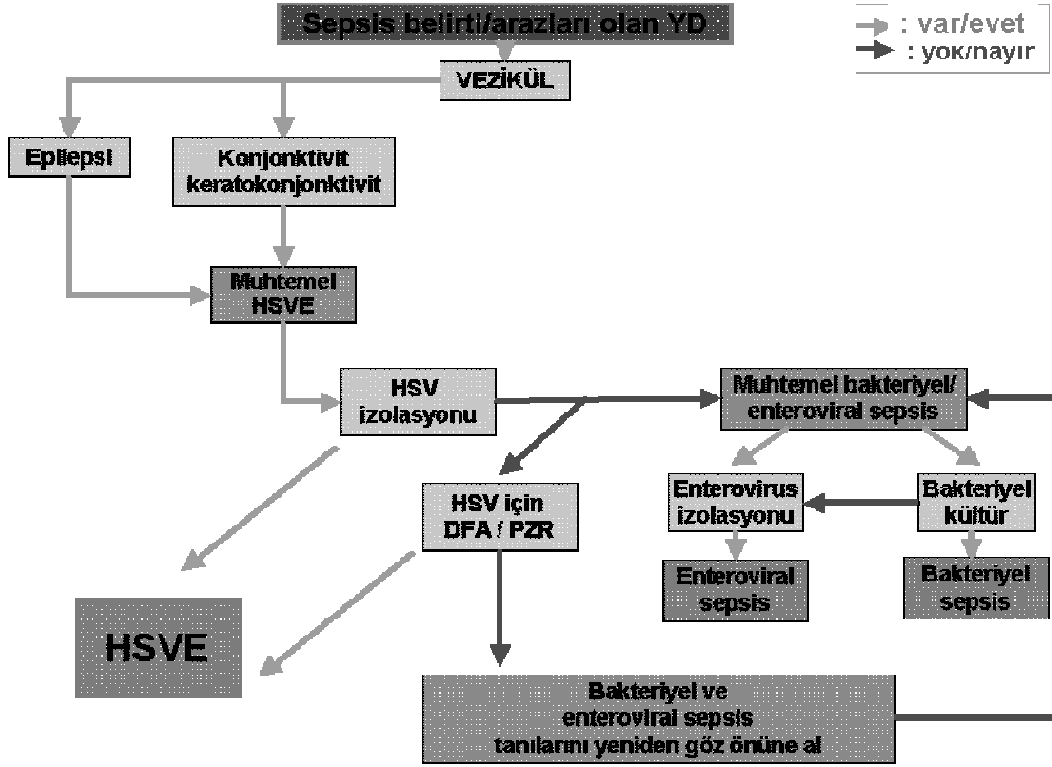 Sepsis belirti/arazları olan YD
: var/evet
: yok/hayır
VEZİKÜL
Epilepsi
Konjonktivit
keratokonjonktivit
Muhtemel
HSVE
HSV
izolasyonu
Muhtemel bakteriyel/
enteroviral sepsis
HSV için
DFA / PZR
Enterovirus
izolasyonu
Bakteriyel
kültür
Enteroviral
sepsis
Bakteriyel
sepsis
HSVE
Bakteriyel ve
enteroviral sepsis
tanılarını yeniden göz önüne al